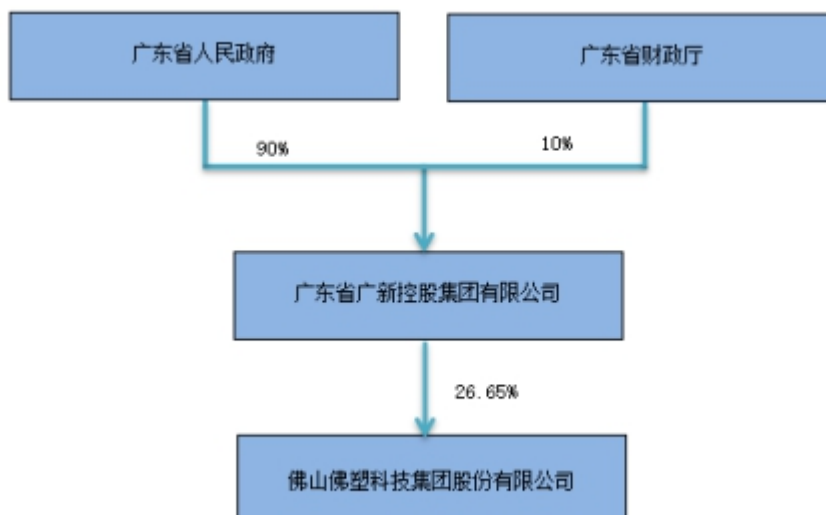 广东省人民政府
广东省财政厅
90%
10%
广东省广新控股集团有限公司
26.65%
佛山佛塑科技集团股份有限公司